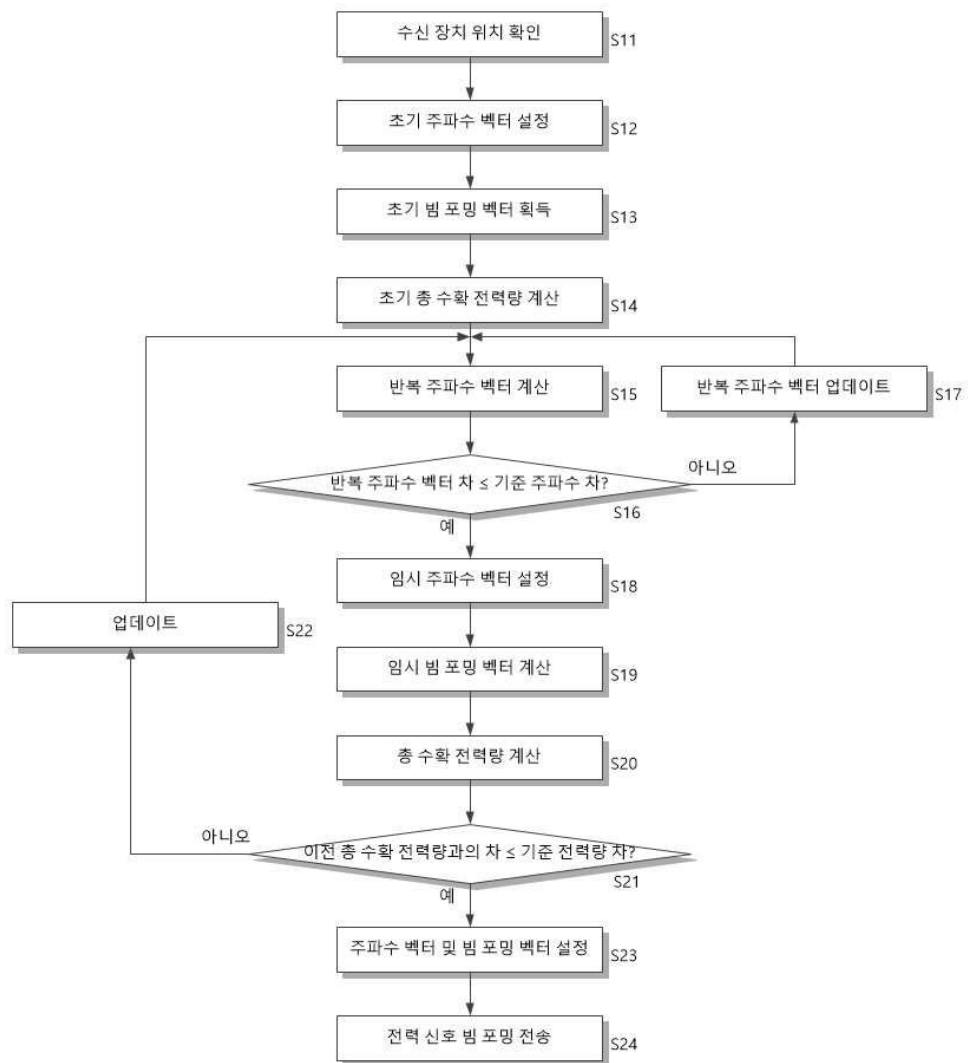 수신 장치 위치 확인
S11
초기 주파수 벡터 설정
S12
초기 빔 포밍 벡터 획득
S13
초기 총 수확 전력량 계산
S14
반복 주파수 벡터 계산
S15
반복 주파수 벡터 업데이트
S17
아니오
반복 주파수 벡터 차 ≤ 기준 주파수 차?
S16
예
임시 주파수 벡터 설정
S18
업데이트
S22
임시 빔 포밍 벡터 계산
S19
총 수확 전력량 계산
S20
아니오
이전 총 수확 전력량과의 차 ≤ 기준 전력량 차?
S21
예
주파수 벡터 및 빔 포밍 벡터 설정
S23
전력 신호 빔 포밍 전송
S24